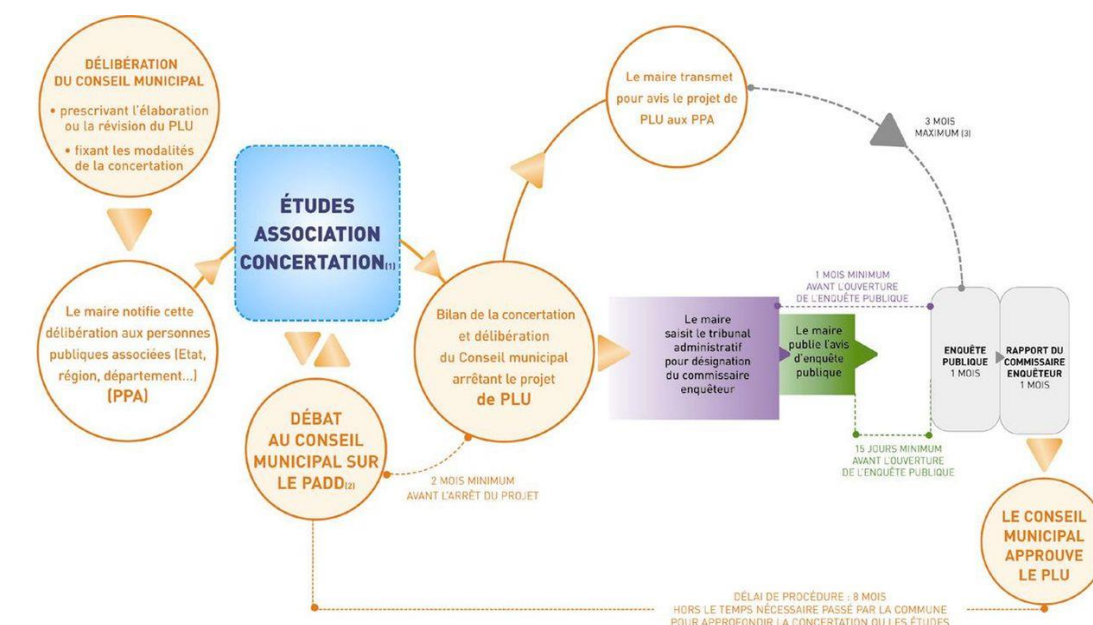 DÉLIBÉRATION
DU CONSEIL MUNICIPAL
• prescrivant l'élaboration
ou la révision du PLU
• fixant les modalités
de la concertation
Le maire notifie cette
délibération aux personnes
publiques associées (Etat,
région, département...)
(PPA)
ÉTUDES
ASSOCIATION
CONCERTATION(1)
DÉBAT
AU CONSEIL
MUNICIPAL SUR
LE PADD(2)
2 MOIS MINIMUM
AVANT L'ARRÊT DU PROJET
Bilan de la concertation
et délibération
du Conseil municipal
arrêtant le projet
de PLU
Le maire transmet
pour avis le projet de
PLU aux PPA
3 MOIS
MAXIMUM (3)
Le maire
saisit le tribunal
administratif
pour désignation
du commissaire
enquêteur
1 MOIS MINIMUM
AVANT L'OUVERTURE
DE L'ENQUÊTE PUBLIQUE
Le maire
publie l'avis
d'enquête
publique
15 JOURS MINIMUM
AVANT L'OUVERTURE
DE L'ENQUÊTE PUBLIQUE
ENQUÊTE
PUBLIQUE
1 MOIS
RAPPORT DU
COMMISSAIRE
ENQUÊTEUR
1 MOIS
LE CONSEIL
MUNICIPAL
APPROUVE
LE PLU
DÉLAI DE PROCÉDURE : 8 MOIS
HORS LE TEMPS NÉCESSAIRE PASSÉ PAR LA COMMUNE
POUR APPROFONDIR LA CONCERTATION OU LES ÉTUDES